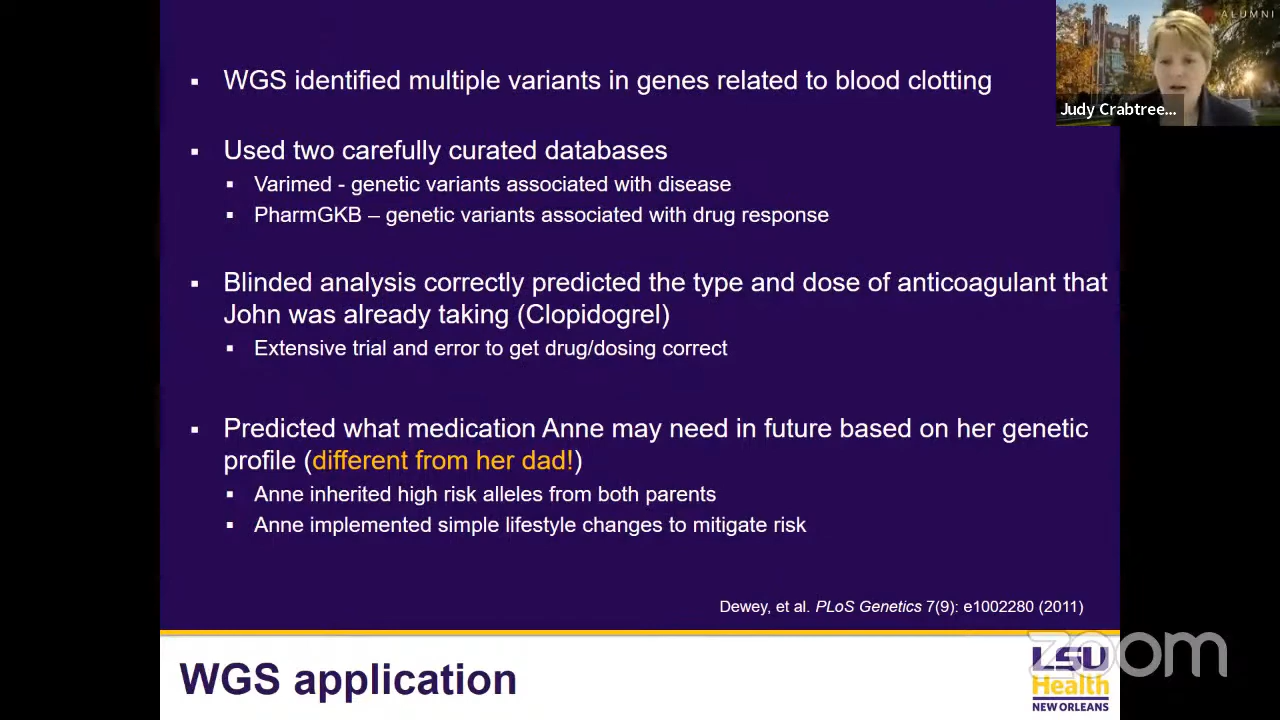 ALUMNI
Judy Crabtree...
▪ WGS identified multiple variants in genes related to blood clotting
▪ Used two carefully curated databases
▪ Varimed - genetic variants associated with disease
▪ PharmGKB – genetic variants associated with drug response
▪ Blinded analysis correctly predicted the type and dose of anticoagulant that
John was already taking (Clopidogrel)
▪ Extensive trial and error to get drug/dosing correct
▪ Predicted what medication Anne may need in future based on her genetic
profile (different from her dad!)
▪ Anne inherited high risk alleles from both parents
▪ Anne implemented simple lifestyle changes to mitigate risk
Dewey, et al. PLoS Genetics 7(9): e1002280 (2011)
WGS application
zoom
LSU
Health
NEW ORLEANS